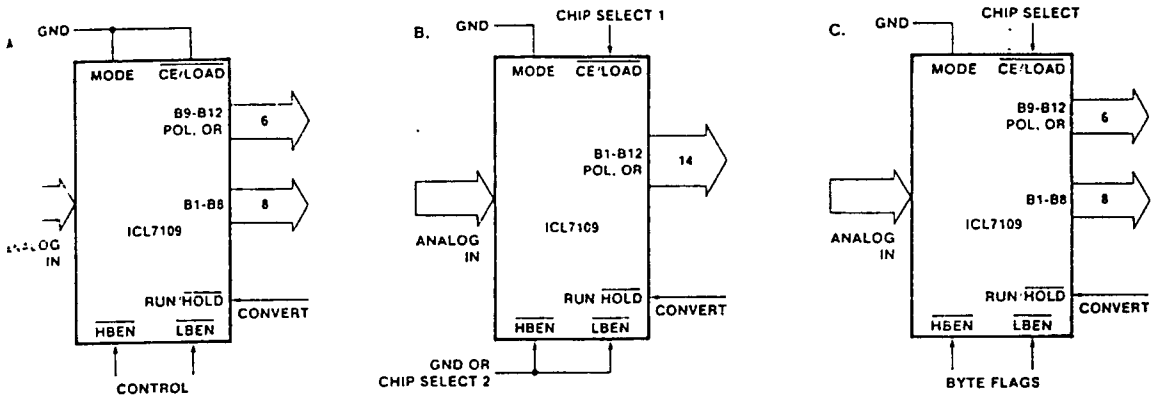 GND
MODE CE/LOAD
B9-B12
POL, OR
6
B1-B8
8
ICL7109
ANALOG
IN
RUN/HOLD
CONVERT
HBEN LBEN
CONTROL
B.
CHIP SELECT 1
GND
MODE CE/LOAD
B1-B12
POL, OR
14
ANALOG
IN
ICL7109
RUN HOLD
CONVERT
HBEN LBEN
GND OR
CHIP SELECT 2
C.
CHIP SELECT
GND
MODE CE/LOAD
B9-B12
POL, OR
6
B1-B8
8
ANALOG
IN
ICL7109
RUN/HOLD
CONVERT
HBEN LBEN
BYTE FLAGS